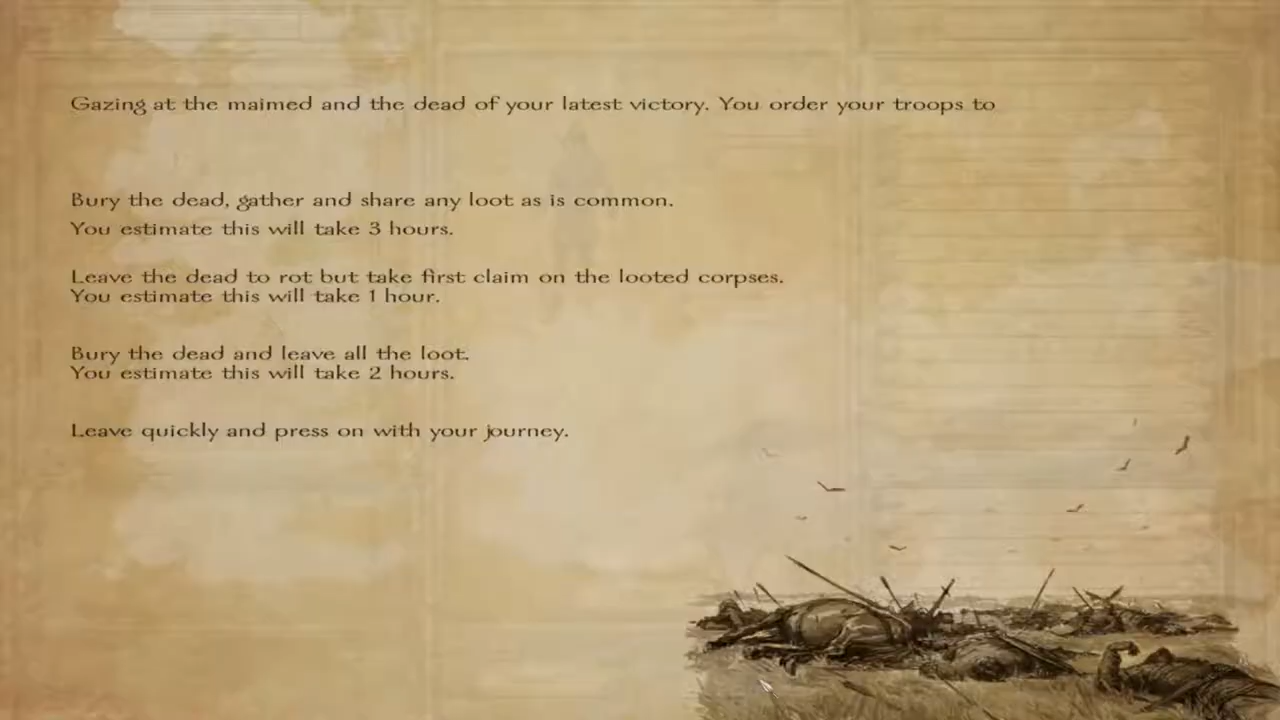 Gazing at the maimed and the dead of your latest victory. You order your troops to
Bury the dead, gather and share any loot as is common.
You estimate this will take 3 hours.
Leave the dead to rot but take first claim on the looted corpses.
You estimate this will take 1 hour.
Bury the dead and leave all the loot.
You estimate this will take 2 hours.
Leave quickly and press on with your journey.